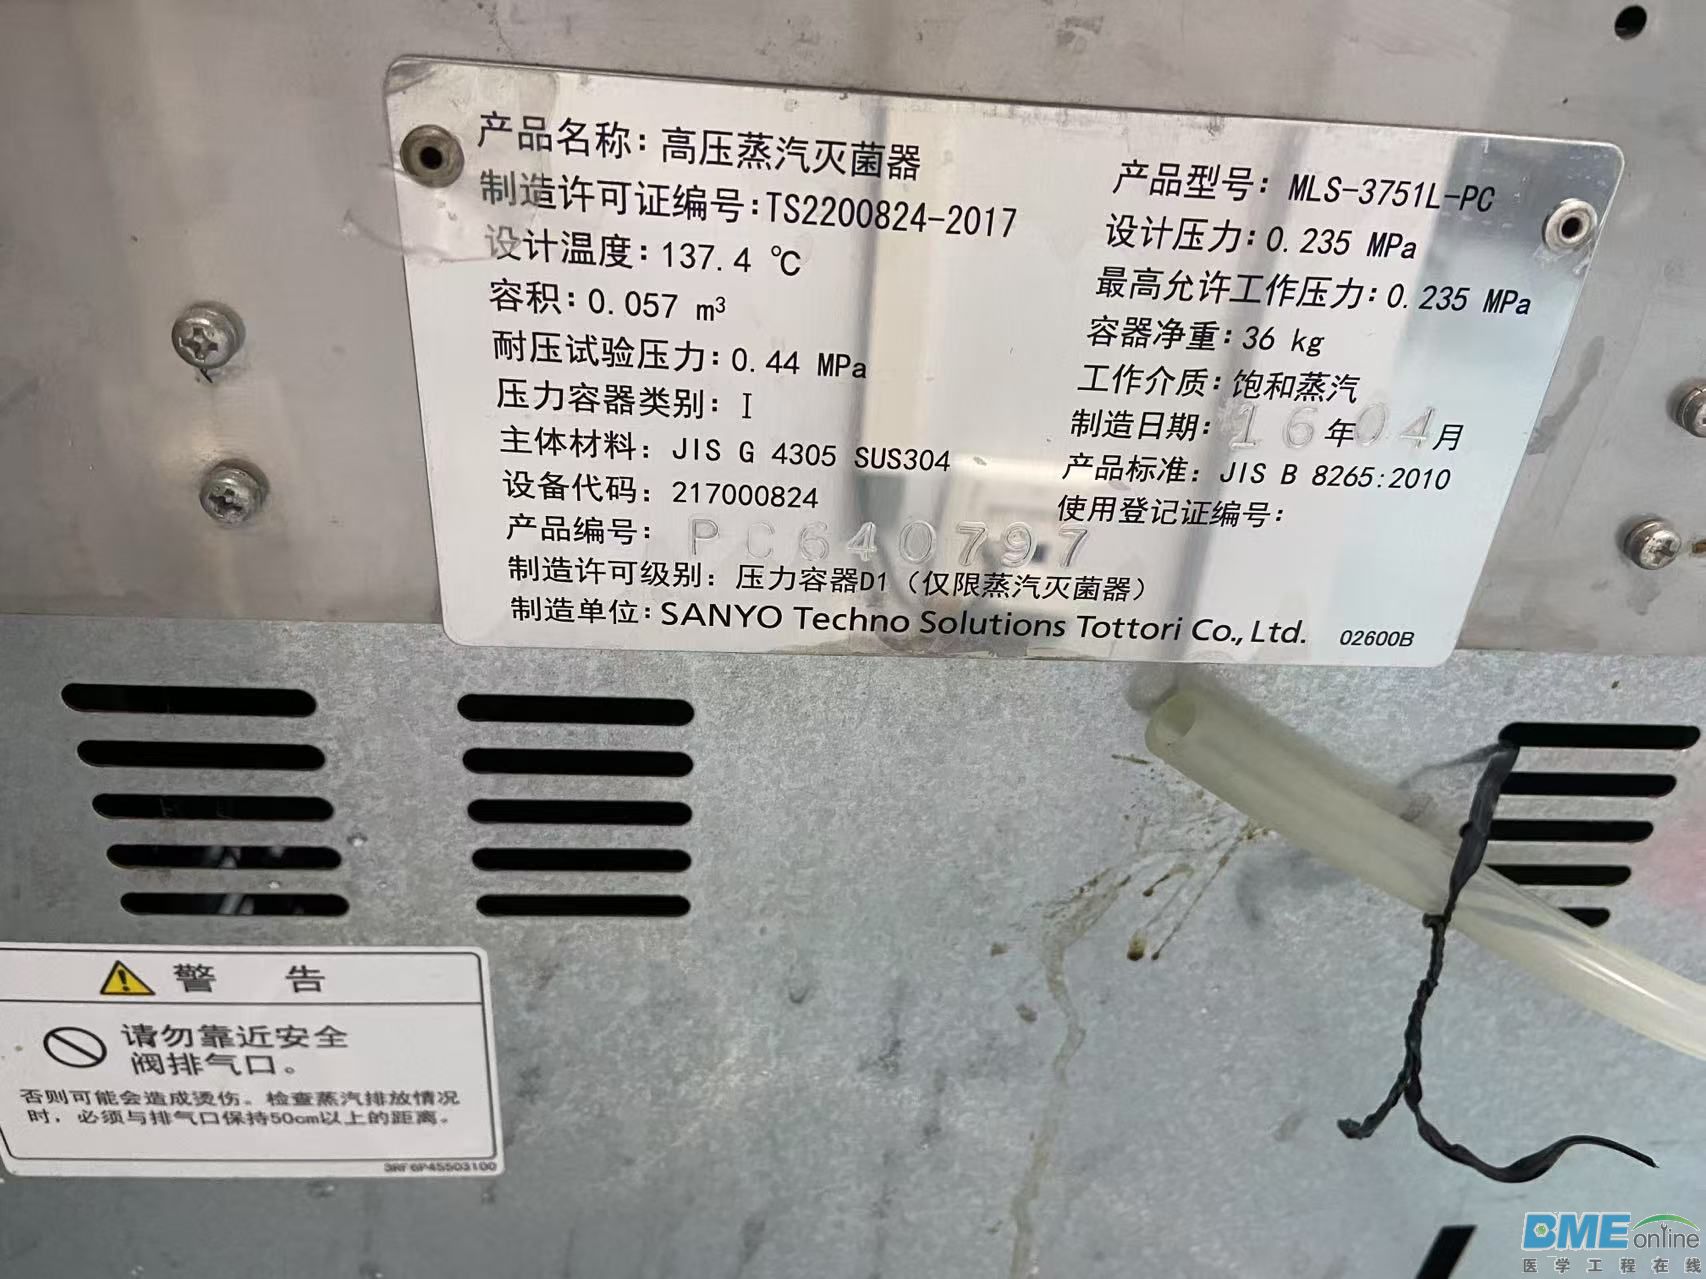 产品名称：高压蒸汽灭菌器
制造许可证编号：TS2200824-2017
设计温度：137.4 ℃
容积：0.057 m³
耐压试验压力：0.44 MPa
压力容器类别：I
主体材料：JIS G 4305 SUS304
设备代码：217000824
产品编号：PC640797
制造许可级别：压力容器D1（仅限蒸汽灭菌器）
制造单位：SANYO Techno Solutions Tottori Co., Ltd. 02600B
产品型号：MLS-3751L-PC
设计压力：0.235 MPa
最高允许工作压力：0.235 MPa
容器净重：36 kg
工作介质：饱和蒸汽
制造日期：16年04月
产品标准：JIS B 8265:2010
使用登记证编号：
警 告
请勿靠近安全
阀排气口。
否则可能会造成烫伤。检查蒸汽排放情况
时，必须与排气口保持50cm以上的距离。
3RF6P45503100
BMEonline
医学工程在线